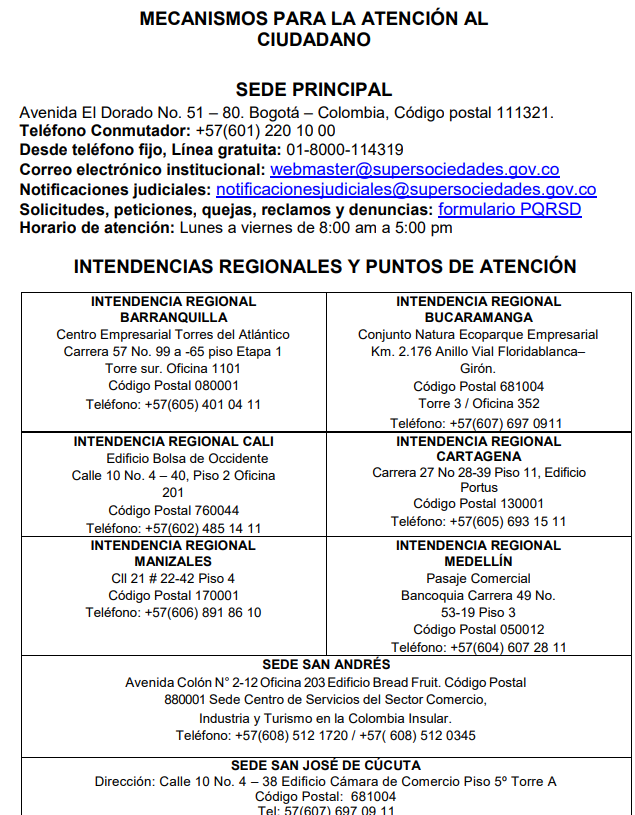 MECANISMOS PARA LA ATENCIÓN AL
CIUDADANO
SEDE PRINCIPAL
Avenida El Dorado No. 51 – 80. Bogotá – Colombia, Código postal 111321.
Teléfono Conmutador: +57(601) 220 10 00
Desde teléfono fijo, Línea gratuita: 01-8000-114319
Correo electrónico institucional: webmaster@supersociedades.gov.co
Notificaciones judiciales: notificacionesjudiciales@supersociedades.gov.co
Solicitudes, peticiones, quejas, reclamos y denuncias: formulario PQRSD
Horario de atención: Lunes a viernes de 8:00 am a 5:00 pm
INTENDENCIAS REGIONALES Y PUNTOS DE ATENCIÓN
INTENDENCIA REGIONAL
BARRANQUILLA
Centro Empresarial Torres del Atlántico
Carrera 57 No. 99 a -65 piso Etapa 1
Torre sur. Oficina 1101
Código Postal 080001
Teléfono: +57(605) 401 04 11
INTENDENCIA REGIONAL
BUCARAMANGA
Conjunto Natura Ecoparque Empresarial
Km. 2.176 Anillo Vial Floridablanca–
Girón.
Código Postal 681004
Torre 3 / Oficina 352
Teléfono: +57(607) 697 0911
INTENDENCIA REGIONAL CALI
Edificio Bolsa de Occidente
Calle 10 No. 4 – 40, Piso 2 Oficina
201
Código Postal 760044
Teléfono: +57(602) 485 14 11
INTENDENCIA REGIONAL
CARTAGENA
Carrera 27 No 28-39 Piso 11, Edificio
Portus
Código Postal 130001
Teléfono: +57(605) 693 15 11
INTENDENCIA REGIONAL
MANIZALES
Cll 21 # 22-42 Piso 4
Código Postal 170001
Teléfono: +57(606) 891 86 10
INTENDENCIA REGIONAL
MEDELLÍN
Pasaje Comercial
Bancoquia Carrera 49 No.
53-19 Piso 3
Código Postal 050012
Teléfono: +57(604) 607 28 11
SEDE SAN ANDRÉS
Avenida Colón N° 2-12 Oficina 203 Edificio Bread Fruit. Código Postal
880001 Sede Centro de Servicios del Sector Comercio,
Industria y Turismo en la Colombia Insular.
Teléfono: +57(608) 512 1720 / +57( 608) 512 0345
SEDE SAN JOSÉ DE CÚCUTA
Dirección: Calle 10 No. 4 – 38 Edificio Cámara de Comercio Piso 5º Torre A
Código Postal: 681004
Tel: 57(607) 697 09 11